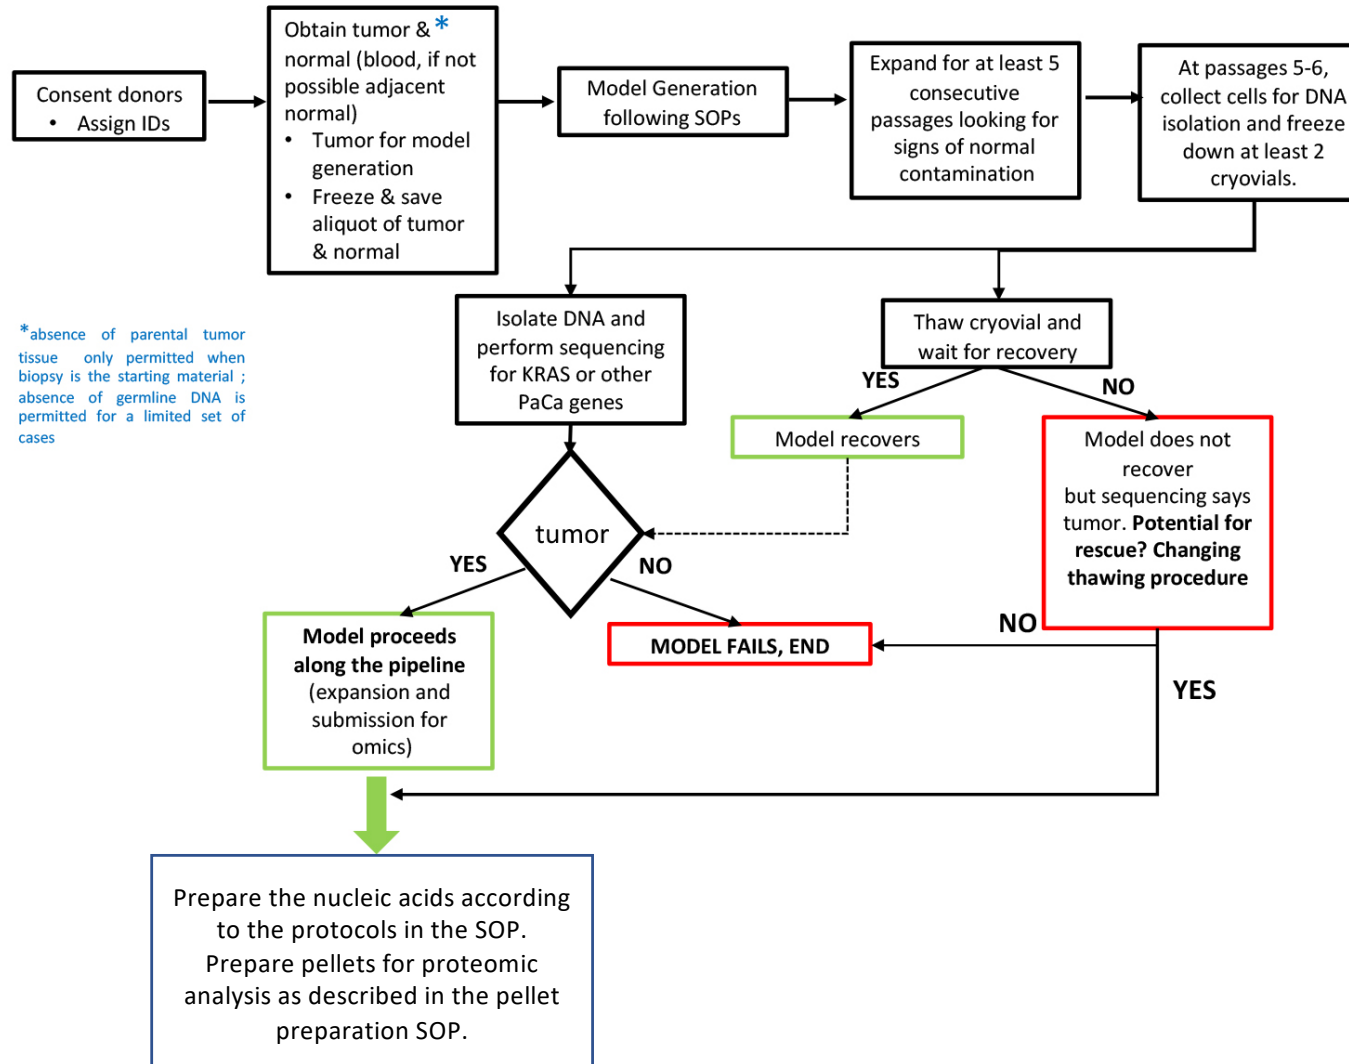 Consent donors
• Assign IDs
Obtain tumor & *
normal (blood, if not
possible adjacent
normal)
• Tumor for model
generation
• Freeze & save
aliquot of tumor
& normal
Model Generation
following SOPs
Expand for at least 5
consecutive
passages looking for
signs of normal
contamination
At passages 5-6,
collect cells for DNA
isolation and freeze
down at least 2
cryovials.
*absence of parental tumor
tissue only permitted when
biopsy is the starting material ;
absence of germline DNA is
permitted for a limited set of
cases
Isolate DNA and
perform sequencing
for KRAS or other
PaCa genes
Thaw cryovial and
wait for recovery
YES
NO
Model recovers
Model does not
recover
but sequencing says
tumor. Potential for
rescue? Changing
thawing procedure
tumor
YES
NO
Model proceeds
along the pipeline
(expansion and
submission for
omics)
MODEL FAILS, END
NO
YES
Prepare the nucleic acids according
to the protocols in the SOP.
Prepare pellets for proteomic
analysis as described in the pellet
preparation SOP.